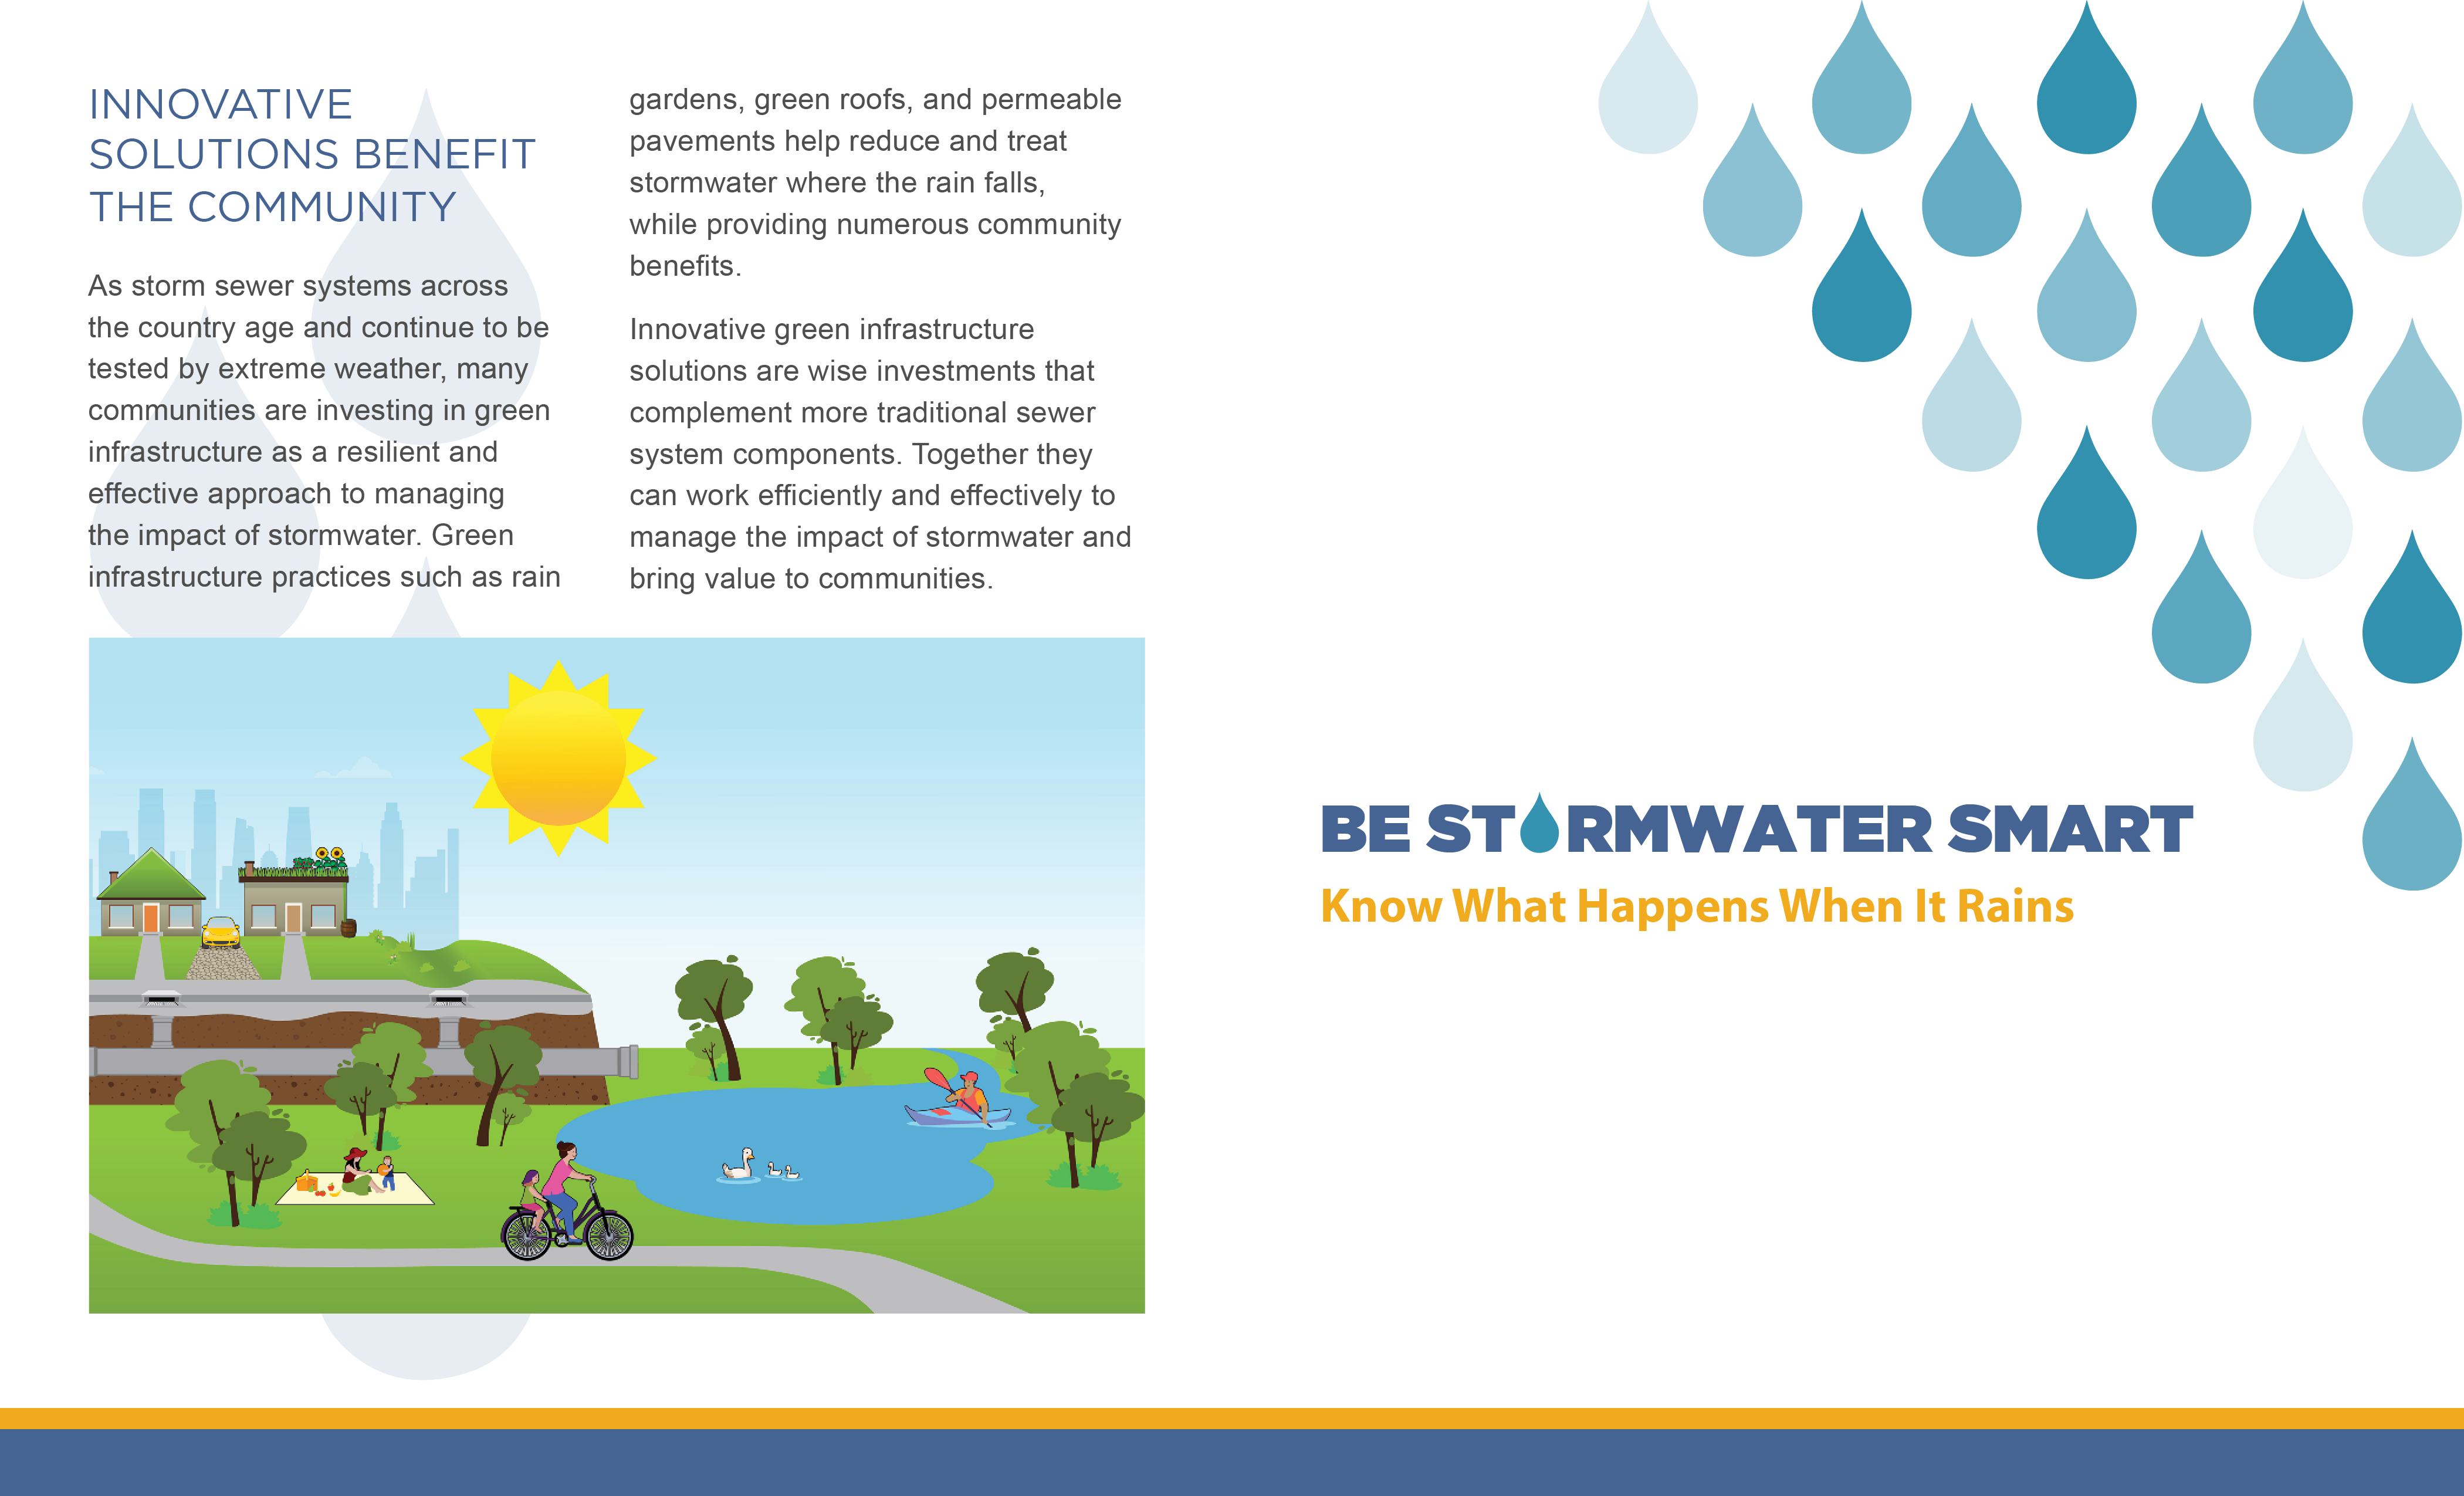 INNOVATIVE
SOLUTIONS BENEFIT
THE COMMUNITY
As storm sewer systems across
the country age and continue to be
tested by extreme weather, many
communities are investing in green
infrastructure as a resilient and
effective approach to managing
the impact of stormwater. Green
infrastructure practices such as rain
gardens, green roofs, and permeable
pavements help reduce and treat
stormwater where the rain falls,
while providing numerous community
benefits.
Innovative green infrastructure
solutions are wise investments that
complement more traditional sewer
system components. Together they
can work efficiently and effectively to
manage the impact of stormwater and
bring value to communities.
BE STORMWATER SMART
Know What Happens When It Rains